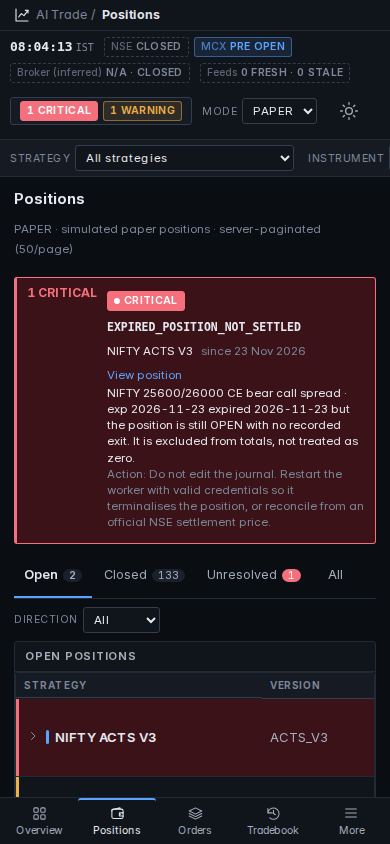 AI Trade / Positions
08:04:13 IST NSE CLOSED MCX PRE OPEN
Broker (inferred) N/A · CLOSED Feeds 0 FRESH · 0 STALE
1 CRITICAL 1 WARNING MODE PAPER
STRATEGY All strategies INSTRUMENT
Positions
PAPER · simulated paper positions · server-paginated
(50/page)
1 CRITICAL CRITICAL
EXPIRED_POSITION_NOT_SETTLED
NIFTY ACTS V3 since 23 Nov 2026
View position
NIFTY 25600/26000 CE bear call spread ·
exp 2026-11-23 expired 2026-11-23 but
the position is still OPEN with no recorded
exit. It is excluded from totals, not treated as
zero.
Action: Do not edit the journal. Restart the
worker with valid credentials so it
terminalises the position, or reconcile from an
official NSE settlement price.
Open 2 Closed 133 Unresolved 1 All
DIRECTION All
OPEN POSITIONS
STRATEGY VERSION
NIFTY ACTS V3 ACTS_V3
Overview Positions Orders Tradebook More